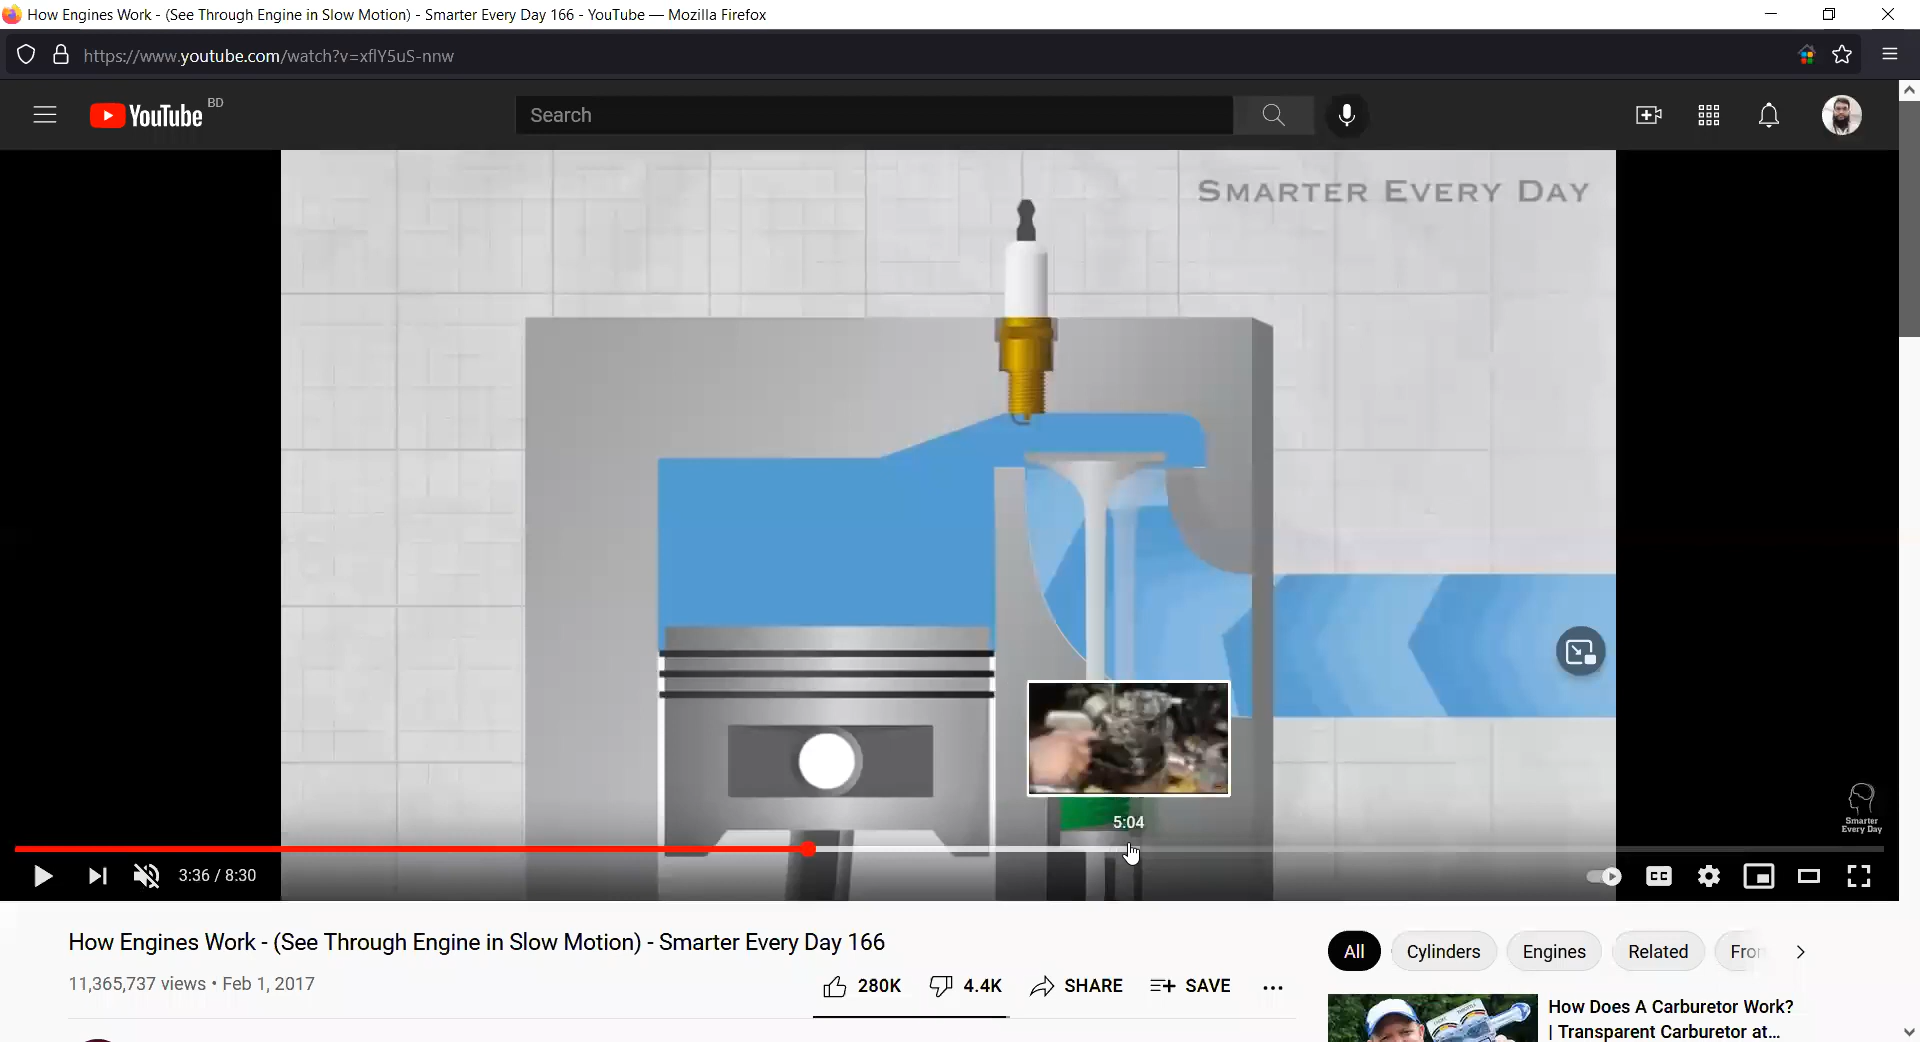 How Engines Work - (See Through Engine in Slow Motion) - Smarter Every Day 166 - YouTube — Mozilla Firefox
https://www.youtube.com/watch?v=xflY5uS-nnw
YouTube BD
Search
SMARTER EVERY DAY
5:04
Smarter
Every Day
3:36 / 8:30
CC
How Engines Work - (See Through Engine in Slow Motion) - Smarter Every Day 166
11,365,737 views • Feb 1, 2017
280K
4.4K
SHARE
SAVE
All
Cylinders
Engines
Related
From
How Does A Carburetor Work?
| Transparent Carburetor at...